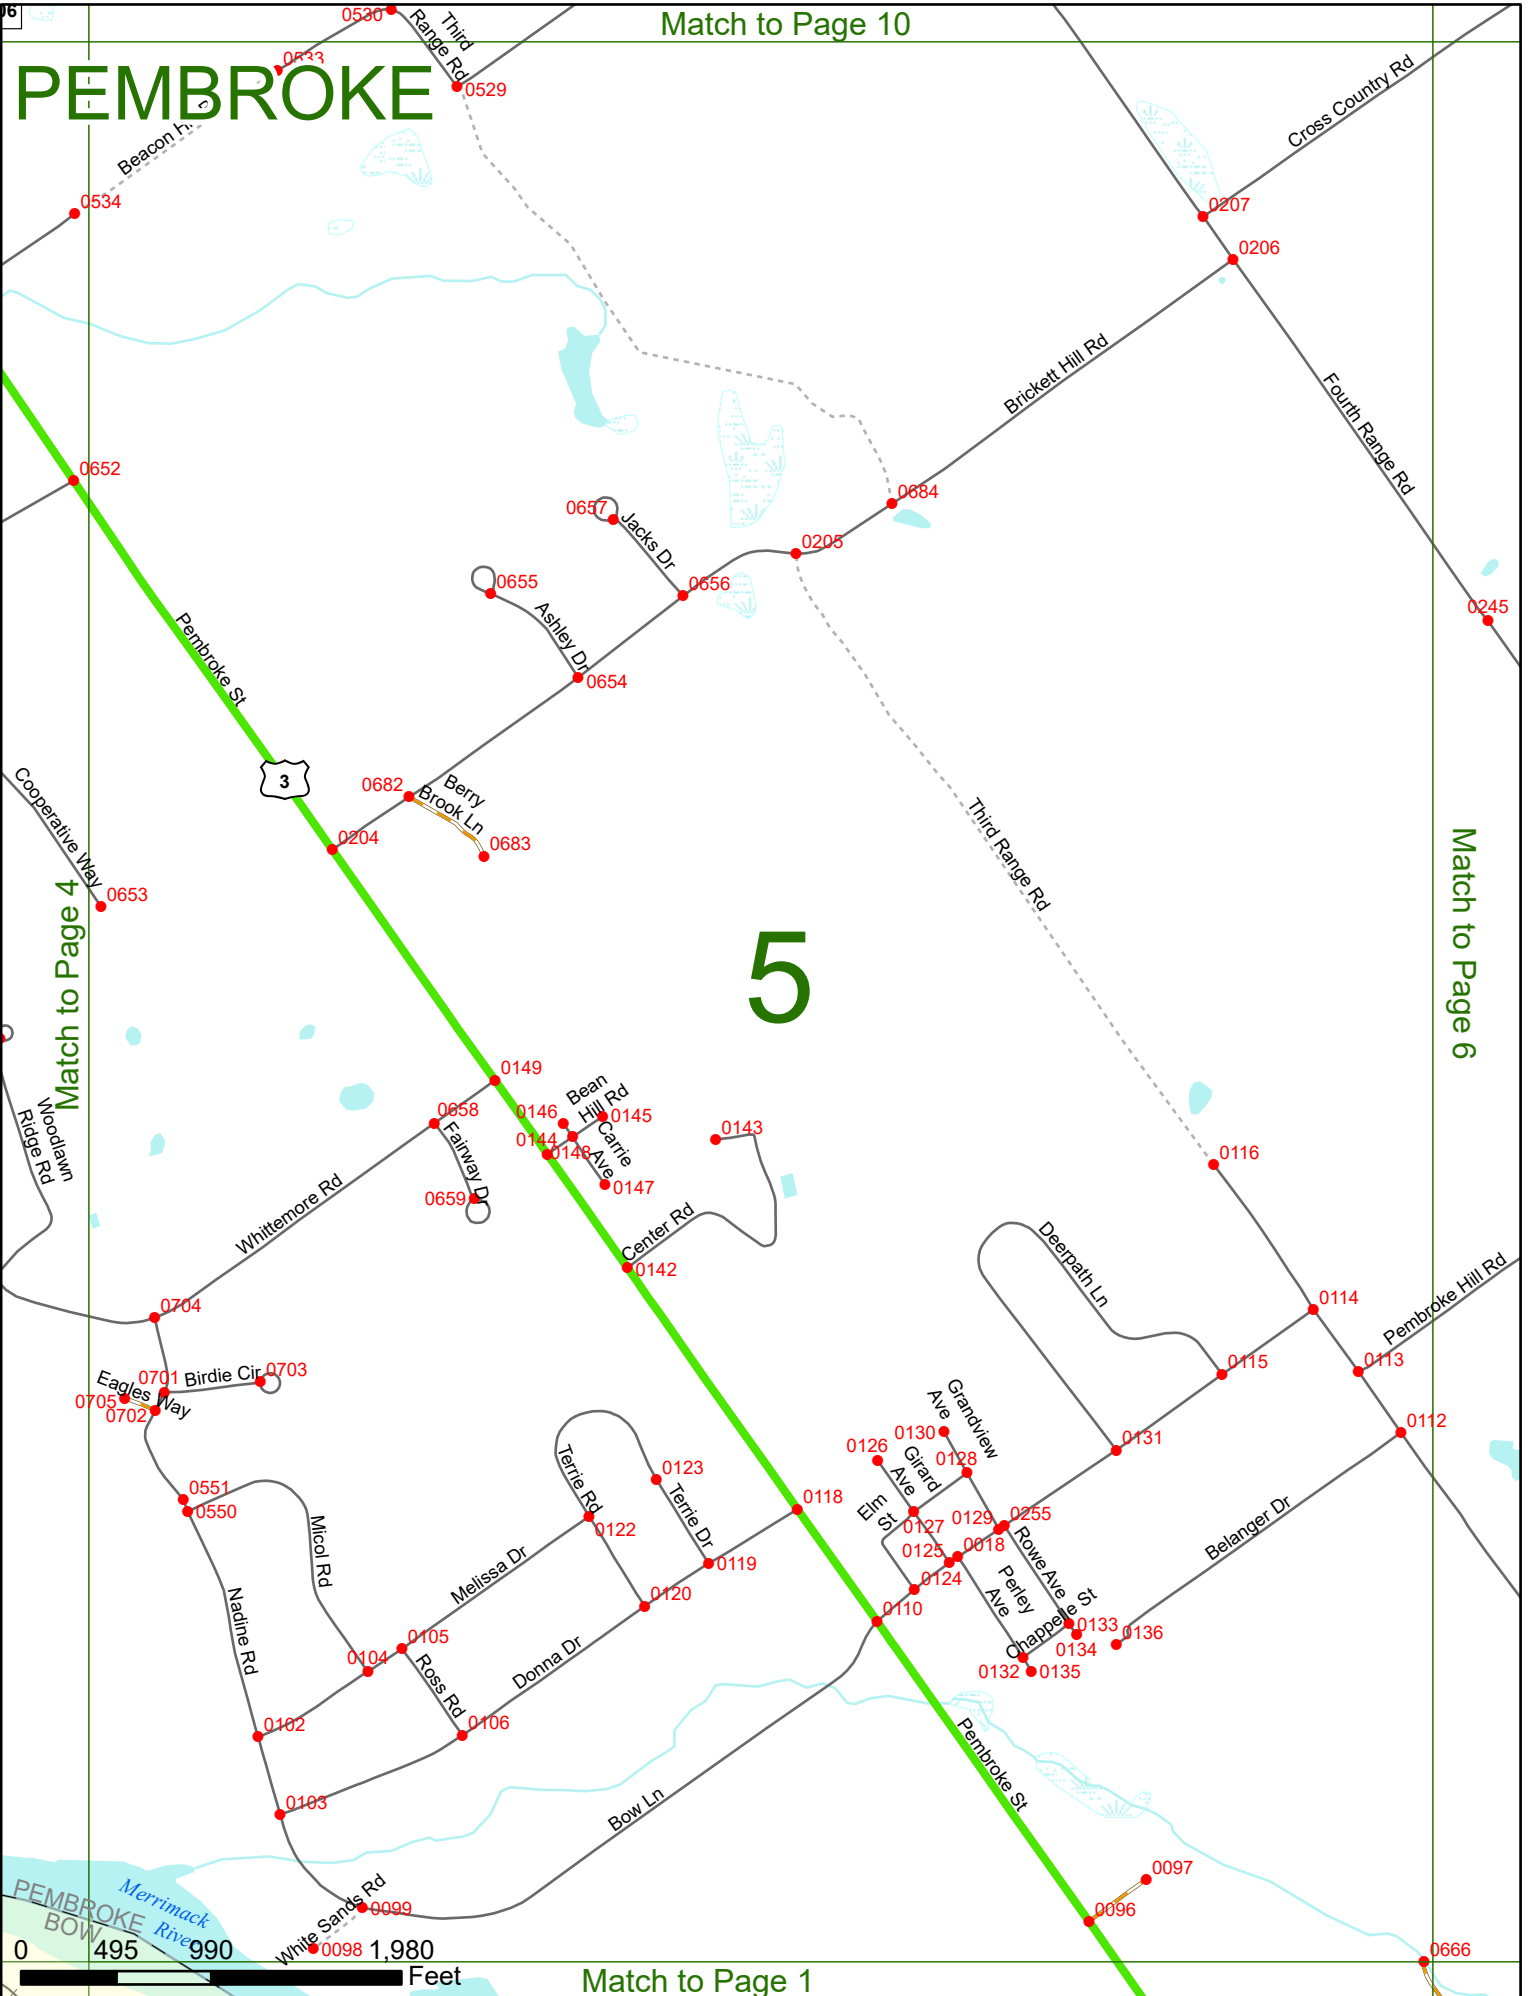 06
Match to Page 10
PEMBROKE
0530
Third
Range Rd
0533
0529
Cross Country Rd
Beacon
0534
0207
0206
Brickett Hill Rd
Fourth Range Rd
0652
0684
0657
Jacks Dr
0205
0655
0656
0245
Ashley Dr
Pembroke St
0654
3
0682
Berry
Brook Ln
Cooperative Way
0204
0683
Third Range Rd
0653
Match to Page 4
Match to Page 6
5
0149
Bean
Hill Rd
0658
0146
0145
Woodlawn
Ridge Rd
Fairway Dr
0144
0148
Carrie
Ave
0143
0116
0659
0147
Whittemore Rd
Center Rd
0142
Deerpath Ln
Pembroke Hill Rd
0704
0114
Birdie Cir
0703
0701
0115
0113
Eagles Way
0705
0702
Grandview
Ave
0130
0112
0126
Girard
Ave
0128
0131
Terrie Rd
0123
0551
0550
Terrie Dr
0118
Elm
St
0127
0129
0255
Micol Rd
0122
0125
0018
Rowe Ave
Belanger Dr
Melissa Dr
0119
0124
Perley
Ave
Nadine Rd
0120
0110
Chappelle St
0133
0105
0134
0136
0104
Ross Rd
Donna Dr
0132
0135
0102
0106
Pembroke St
0103
Bow Ln
0097
PEMBROKE
BOW
Merrimack
River
White Sands Rd
0099
0096
0098
0666
0 495 990 1,980
Feet
Match to Page 1